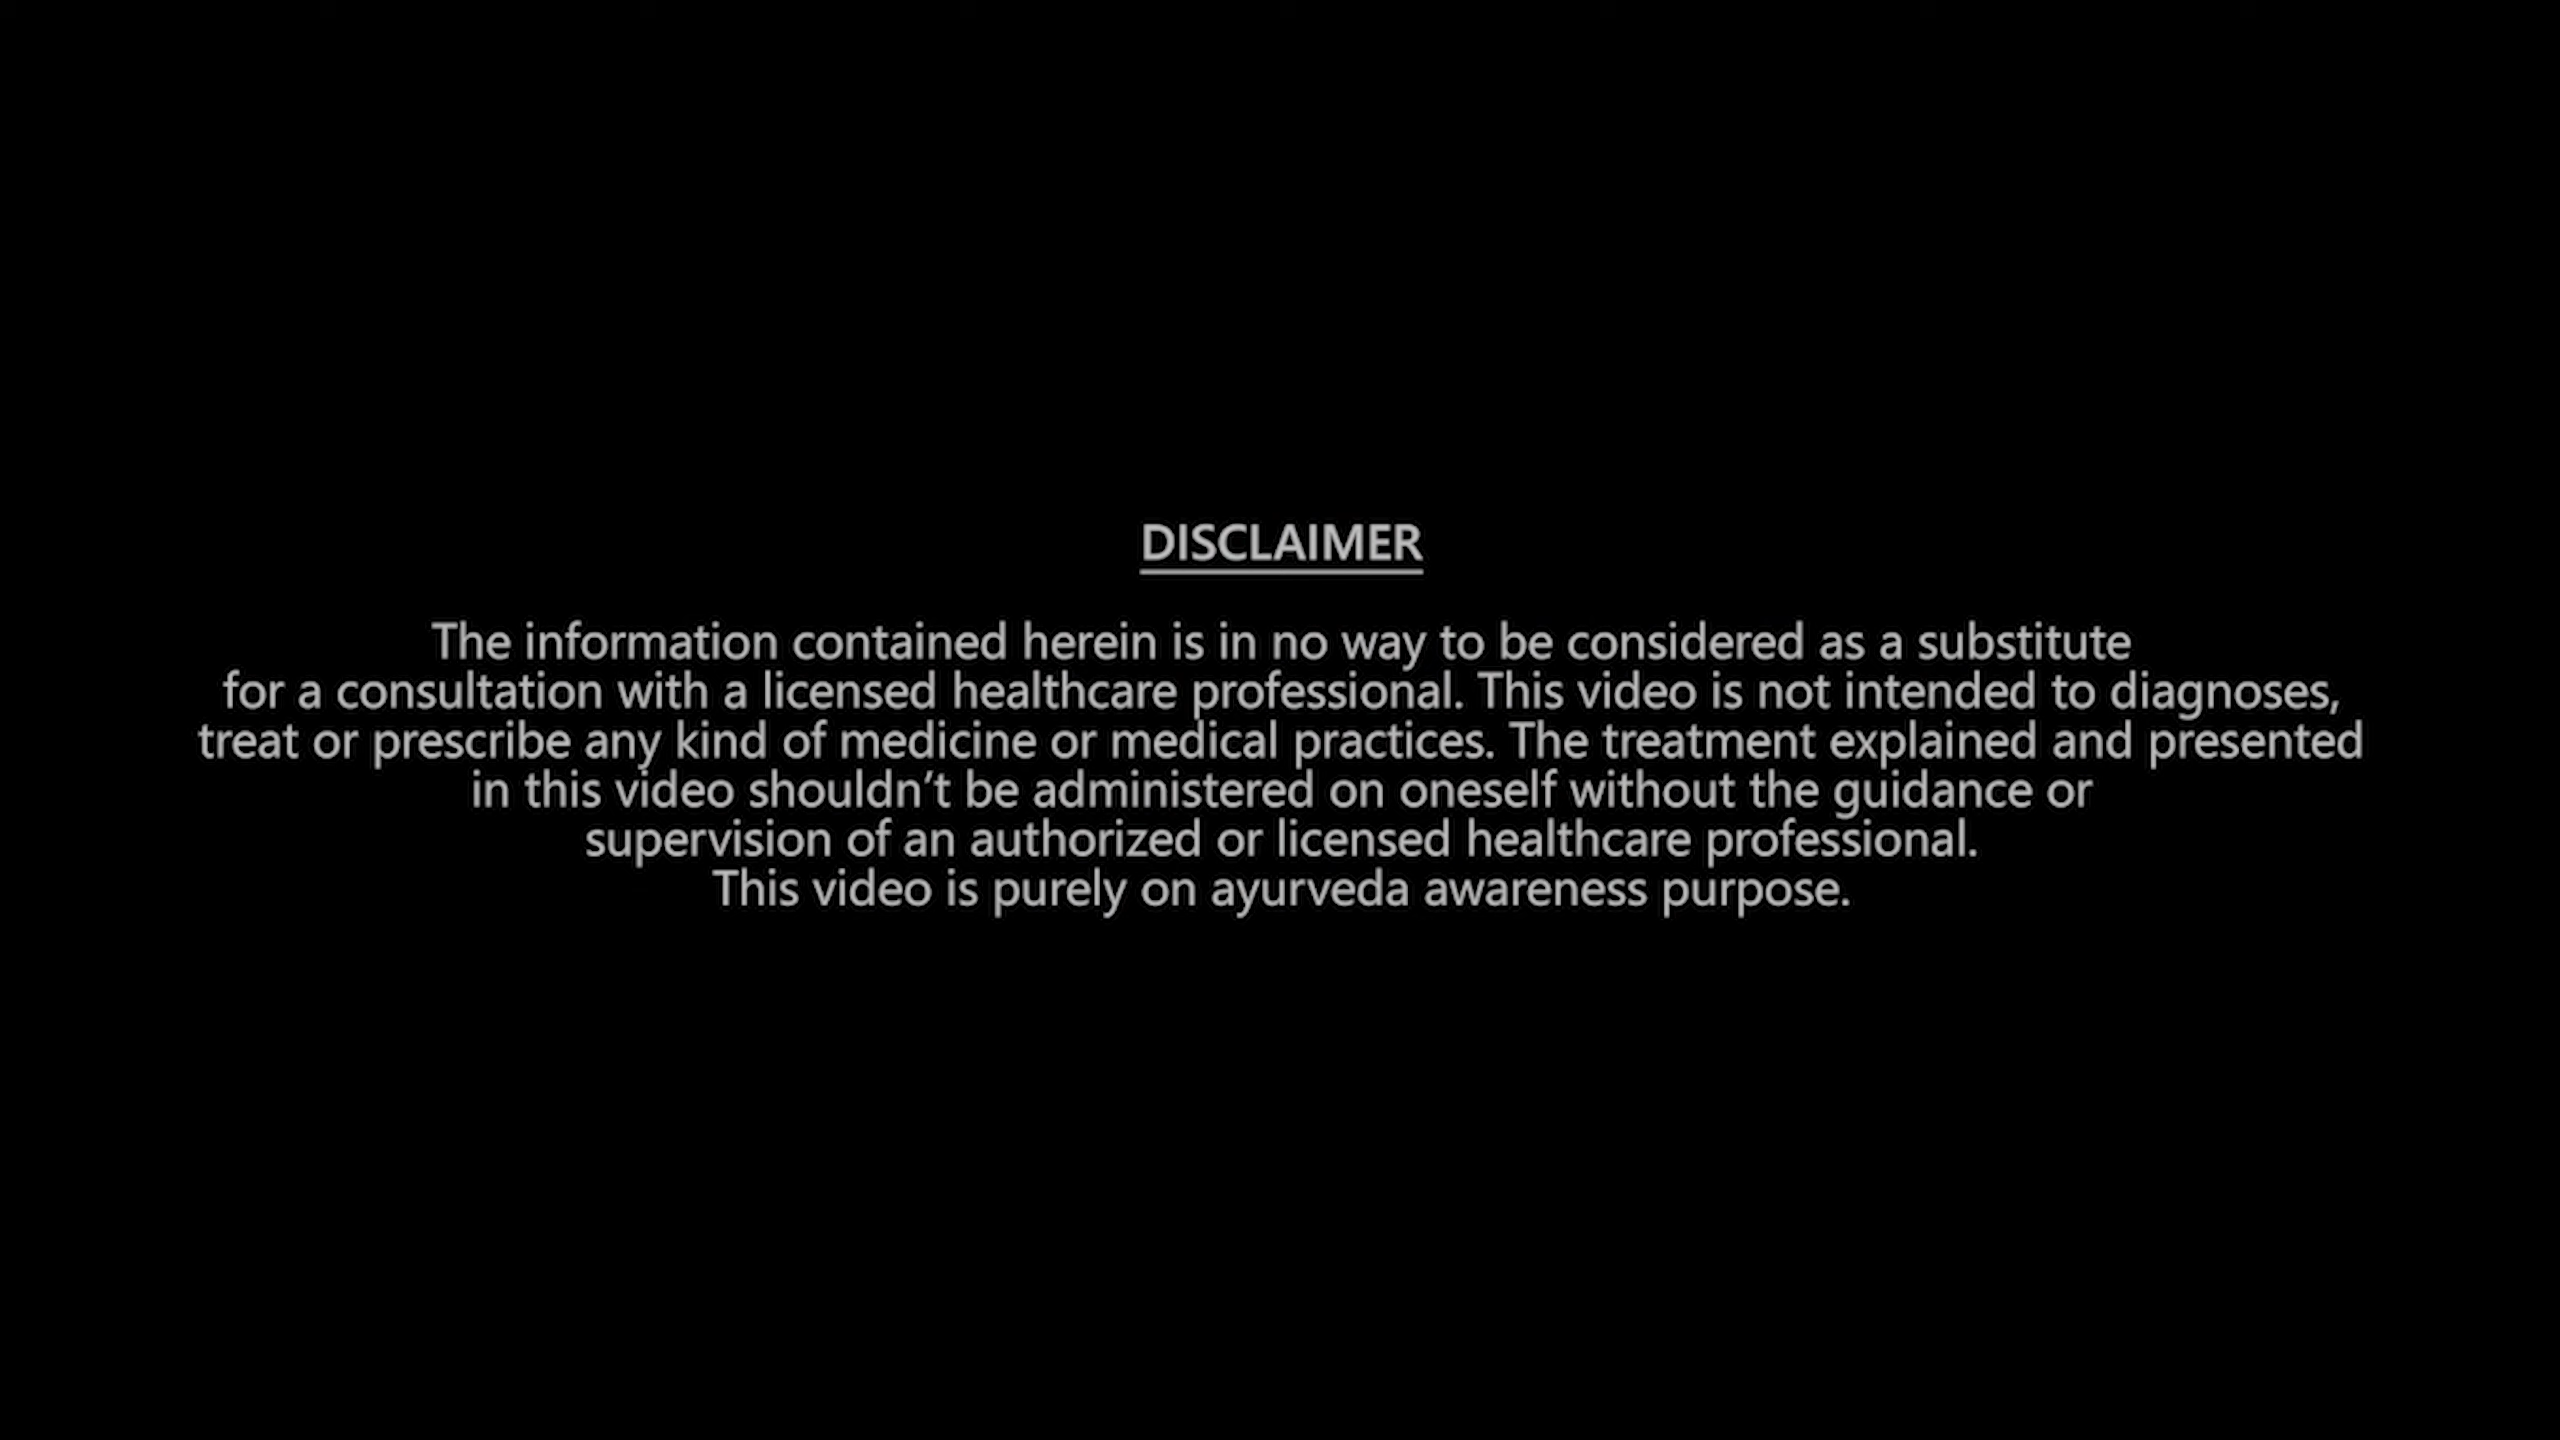 DISCLAIMER
The information contained herein is in no way to be considered as a substitute
for a consultation with a licensed healthcare professional. This video is not intended to diagnoses,
treat or prescribe any kind of medicine or medical practices. The treatment explained and presented
in this video shouldn’t be administered on oneself without the guidance or
supervision of an authorized or licensed healthcare professional.
This video is purely on ayurveda awareness purpose.